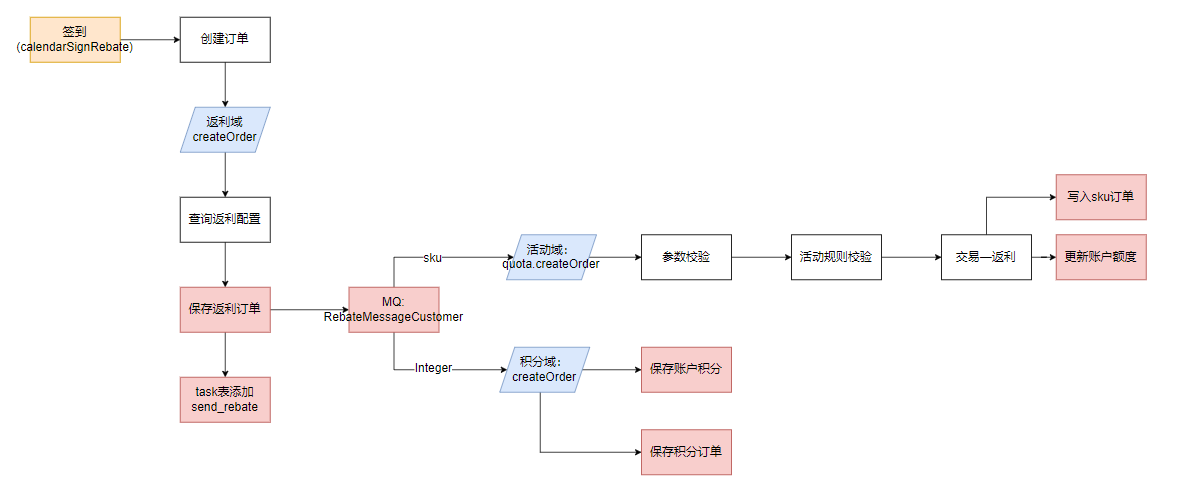 签到
(calendarSignRebate)
创建订单
返利域
createOrder
查询返利配置
保存返利订单
task表添加
send_rebate
MQ:
RebateMessageCustomer
sku
活动域：
quota.createOrder
参数校验
活动规则校验
交易—返利
写入sku订单
更新账户额度
Integer
积分域：
createOrder
保存账户积分
保存积分订单